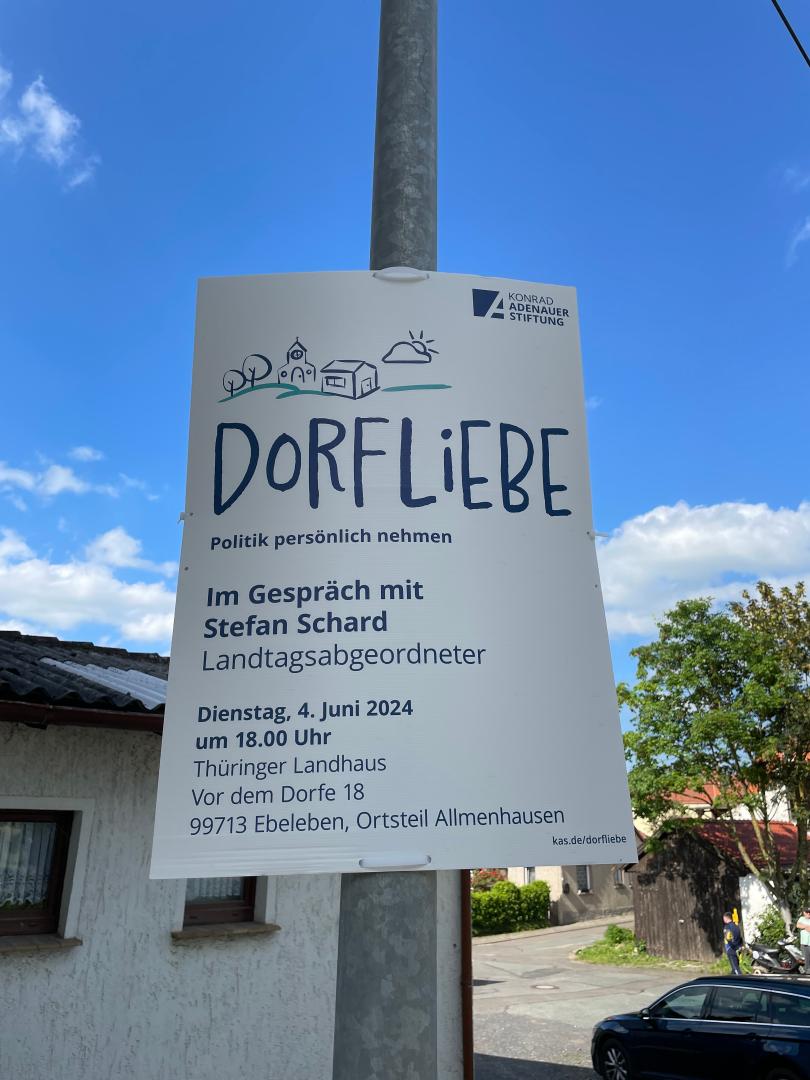 KONRAD
ADENAUER
STIFTUNG
DORFLiEBE
Politik persönlich nehmen
Im Gespräch mit
Stefan Schard
Landtagsabgeordneter
Dienstag, 4. Juni 2024
um 18.00 Uhr
Thüringer Landhaus
Vor dem Dorfe 18
99713 Ebeleben, Ortsteil Allmenhausen
kas.de/dorfliebe